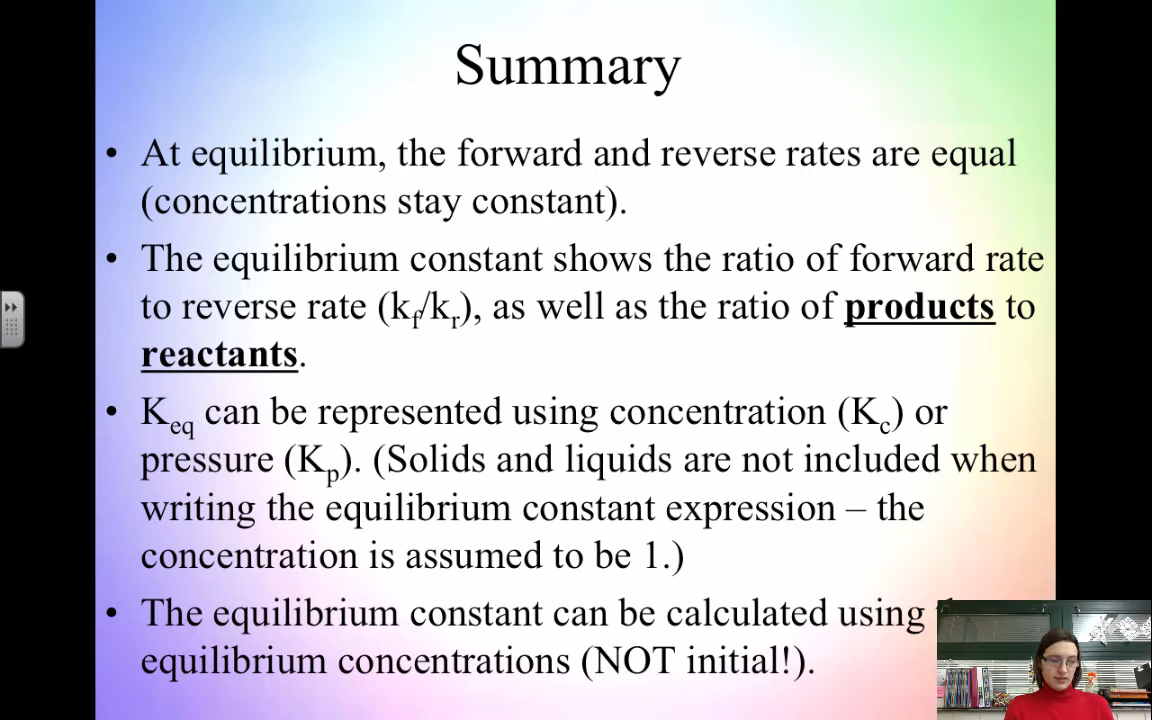 Summary
• At equilibrium, the forward and reverse rates are equal
(concentrations stay constant).
• The equilibrium constant shows the ratio of forward rate
to reverse rate (kf/kr), as well as the ratio of products to
reactants.
• Keq can be represented using concentration (Kc) or
pressure (Kp). (Solids and liquids are not included when
writing the equilibrium constant expression – the
concentration is assumed to be 1.)
• The equilibrium constant can be calculated using
equilibrium concentrations (NOT initial!).